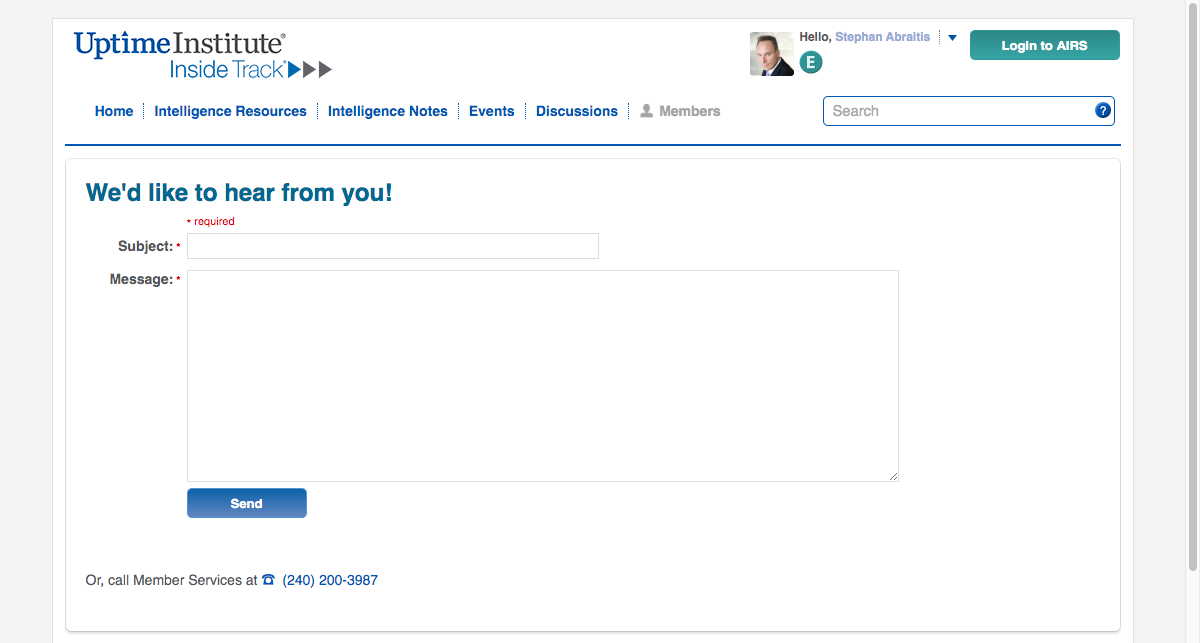 UptimeInstitute®
Inside Track®
Hello, Stephan Abraitis
E
Login to AIRS
Home
Intelligence Resources
Intelligence Notes
Events
Discussions
Members
Search
?
We'd like to hear from you!
* required
Subject: *
Message: *
Send
Or, call Member Services at ☎ (240) 200-3987